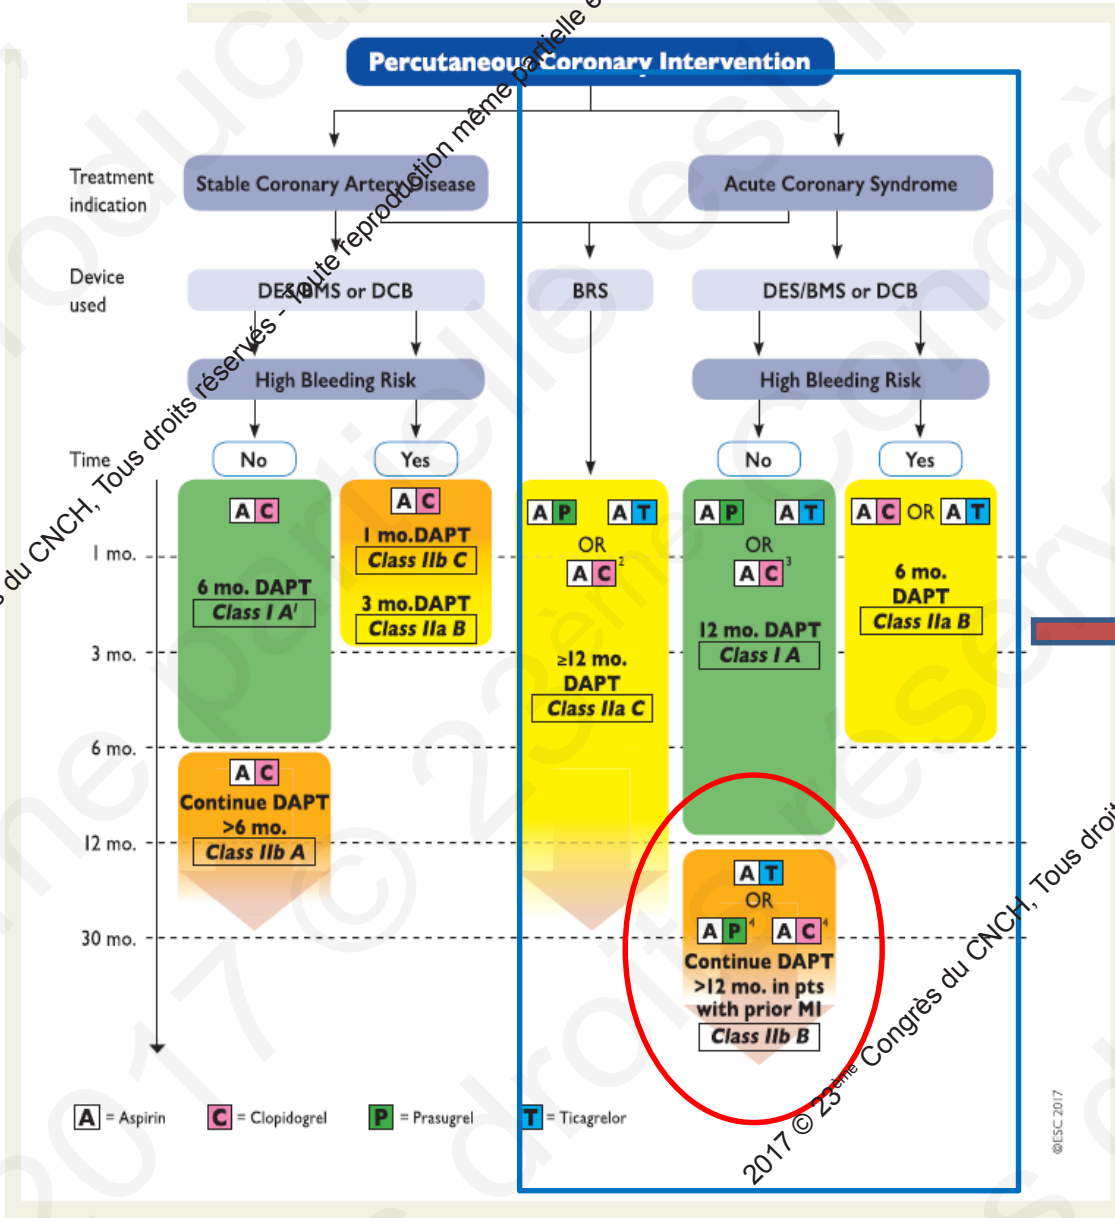 Percutaneous Coronary Intervention
Treatment indication
Stable Coronary Artery Disease
Acute Coronary Syndrome
Device used
DES/BMS or DCB
BRS
DES/BMS or DCB
High Bleeding Risk
High Bleeding Risk
Time
No
Yes
No
Yes
A C
6 mo. DAPT
Class I A¹
A C
1 mo.DAPT
Class IIb C
3 mo.DAPT
Class IIa B
A P A T
OR
A C ²
≥12 mo.
DAPT
Class IIa C
A P A T
OR
A C ³
12 mo. DAPT
Class I A
A C OR A T
6 mo.
DAPT
Class IIa B
1 mo.
3 mo.
6 mo.
12 mo.
30 mo.
A C
Continue DAPT
>6 mo.
Class IIb A
A T
OR
A P ⁴ A C ⁴
Continue DAPT
>12 mo. in pts
with prior MI
Class IIb B
A = Aspirin C = Clopidogrel P = Prasugrel T = Ticagrelor
©ESC 2017
du CNCH, Tous droits réservés - Toute reproduction même partielle
2017 © 23ème Congrès du CNCH, Tous